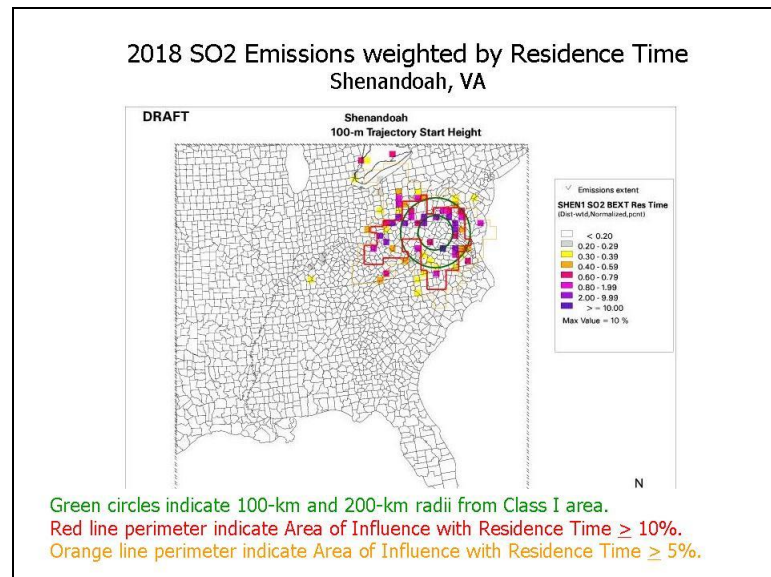 2018 SO2 Emissions weighted by Residence Time
Shenandoah, VA
DRAFT
Shenandoah
100-m Trajectory Start Height
Emissions extent
SHEN1 SO2 BEXT Res Time
(Dist-wtd,Normalized,pcnt)
< 0.20
0.20 - 0.29
0.30 - 0.39
0.40 - 0.59
0.60 - 0.79
0.80 - 1.99
2.00 - 9.99
> = 10.00
Max Value = 10 %
N
Green circles indicate 100-km and 200-km radii from Class I area.
Red line perimeter indicate Area of Influence with Residence Time ≥ 10%.
Orange line perimeter indicate Area of Influence with Residence Time ≥ 5%.